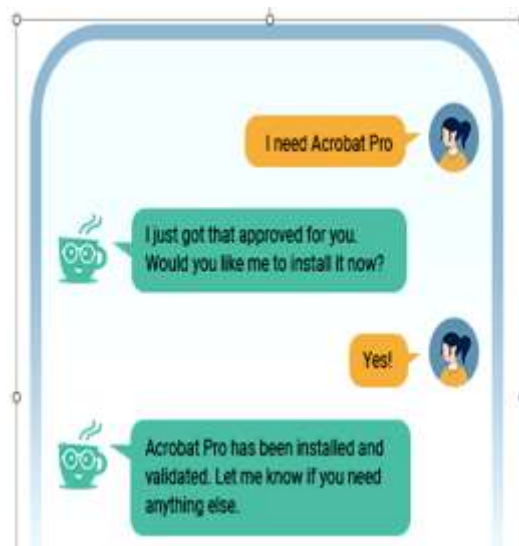 I need Acrobat Pro
I just got that approved for you.
Would you like me to install it now?
Yes!
Acrobat Pro has been installed and
validated. Let me know if you need
anything else.